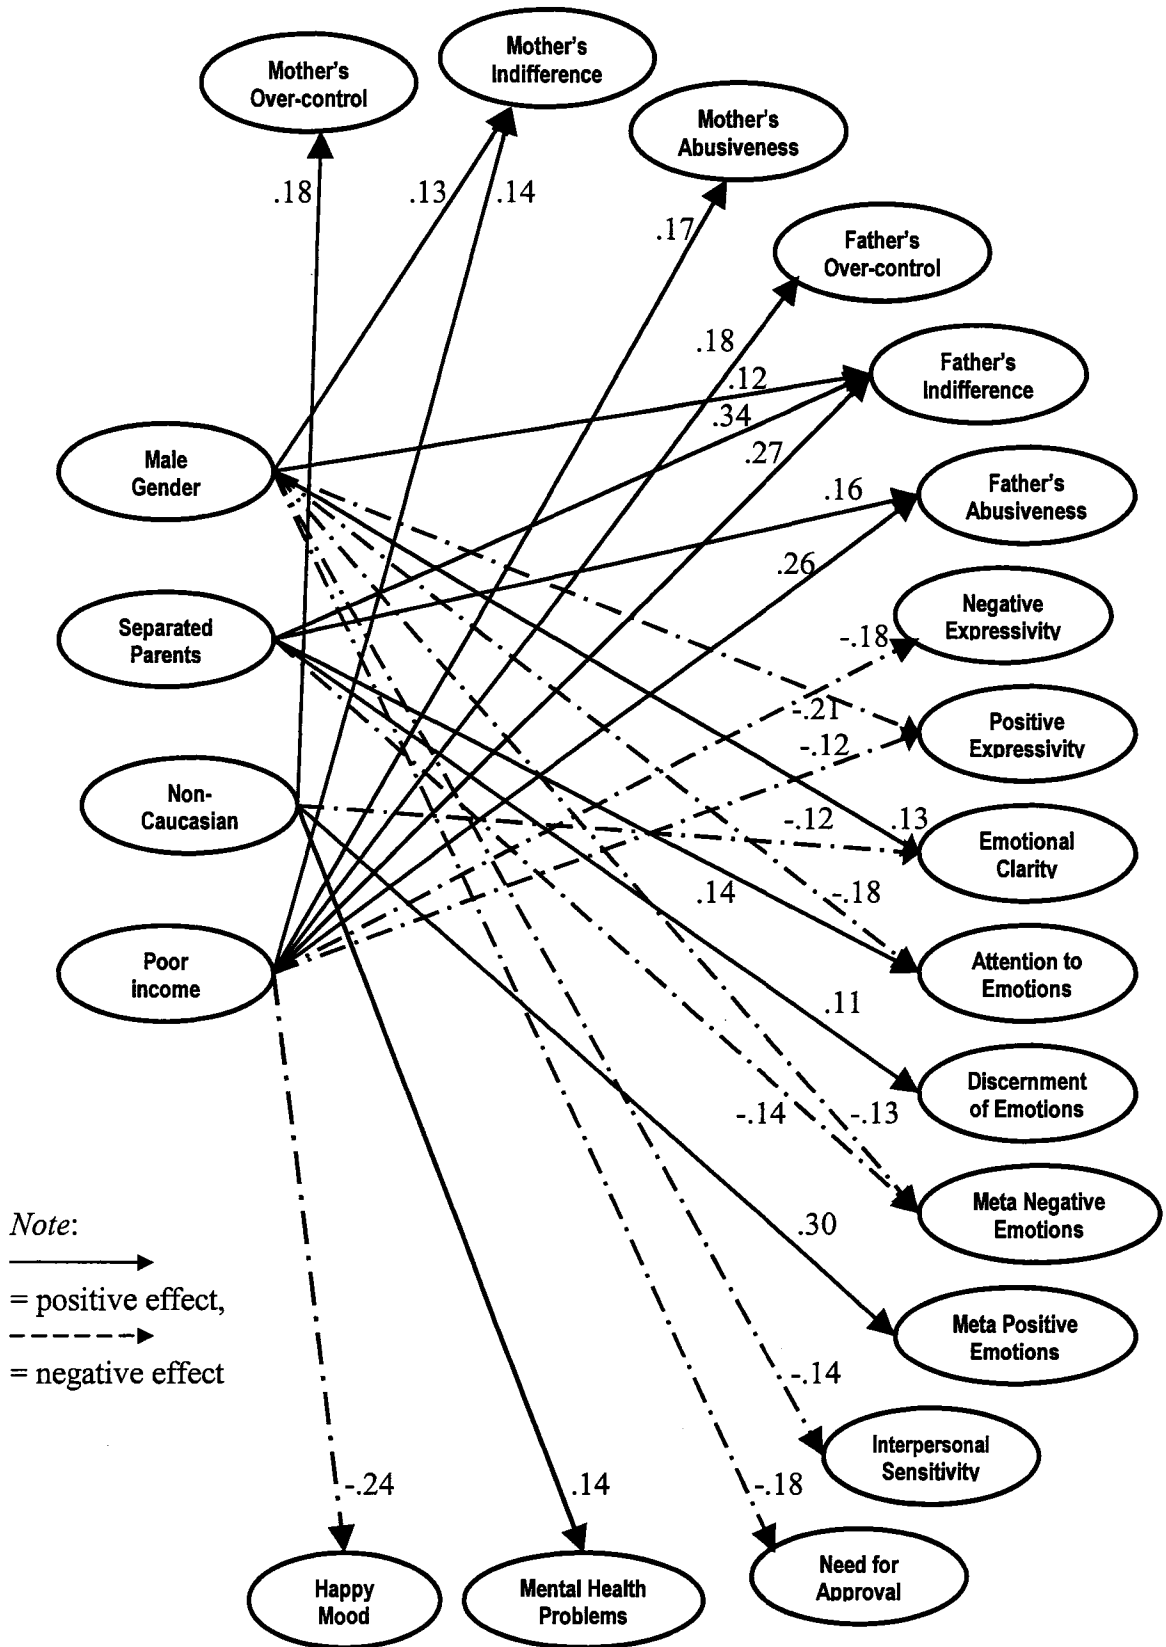 Mother's
Over-control
Mother's
Indifference
Mother's
Abusiveness
.18
.13
.14
.17
Father's
Over-control
.18
.12
Father's
Indifference
.34
.27
Male
Gender
.16
Father's
Abusiveness
.26
Negative
Expressivity
-.18
Separated
Parents
-.21
-.12
Positive
Expressivity
Non-
Caucasian
-.12
.13
Emotional
Clarity
.14
-.18
Poor
income
Attention to
Emotions
.11
Discernment
of Emotions
-.14
-.13
Meta Negative
Emotions
.30
Note:
= positive effect,
= negative effect
Meta Positive
Emotions
-.14
Interpersonal
Sensitivity
-.24
.14
-.18
Happy
Mood
Mental Health
Problems
Need for
Approval